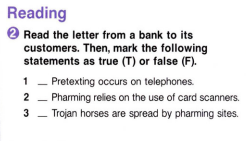 Reading
2 Read the letter from a bank to its
customers. Then, mark the following
statements as true (T) or false (F).
1 __ Pretexting occurs on telephones.
2 __ Pharming relies on the use of card scanners.
3 __ Trojan horses are spread by pharming sites.